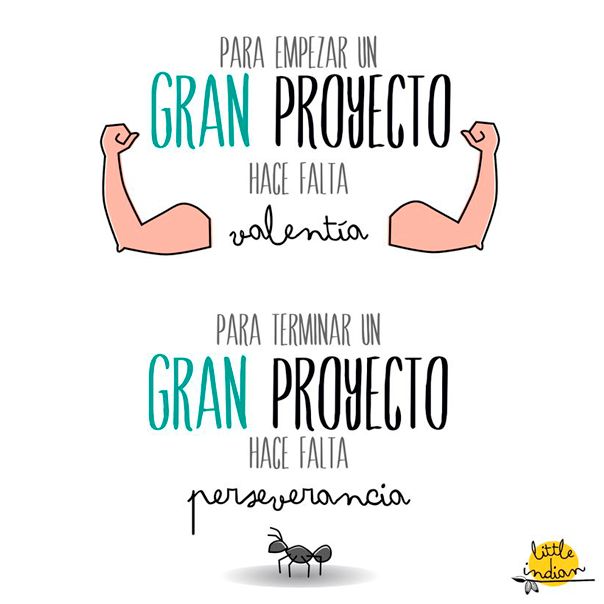 PARA EMPEZAR UN
GRAN PROYECTO
HACE FALTA
valentía
PARA TERMINAR UN
GRAN PROYECTO
HACE FALTA
perseverancia
little
indian